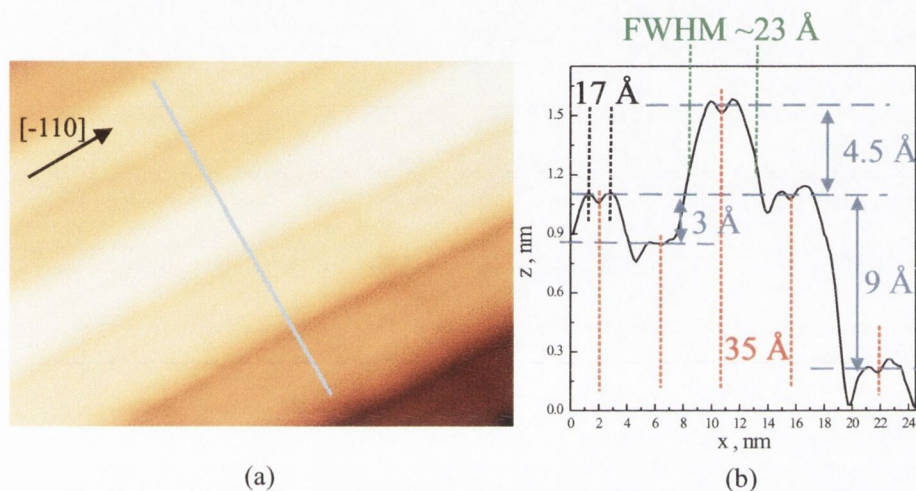 FWHM ~23 Å
[-110]
17 Å
4.5 Å
3 Å
9 Å
35 Å
z , nm
1.5
1.2
0.9
0.6
0.3
0.0
0 2 4 6 8 10 12 14 16 18 20 22 24
x , nm
(a)
(b)